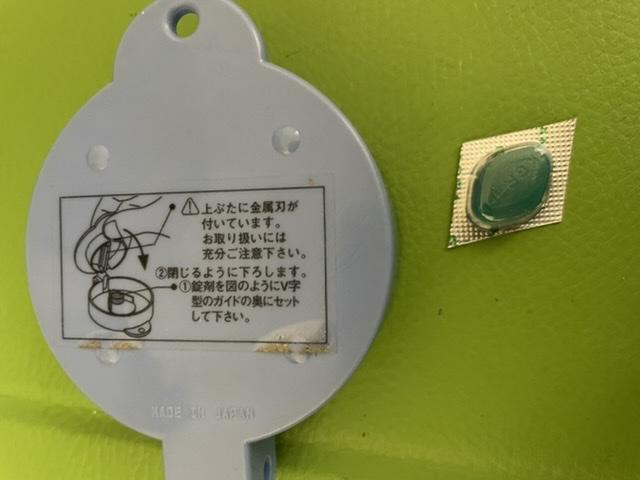 ⚠上ぶたに金属刃が
付いています。
お取り扱いには
充分ご注意下さい。
②閉じるように下ろします。
①錠剤を図のようにV字
型のガイドの奥にセット
して下さい。
MADE IN JAPAN